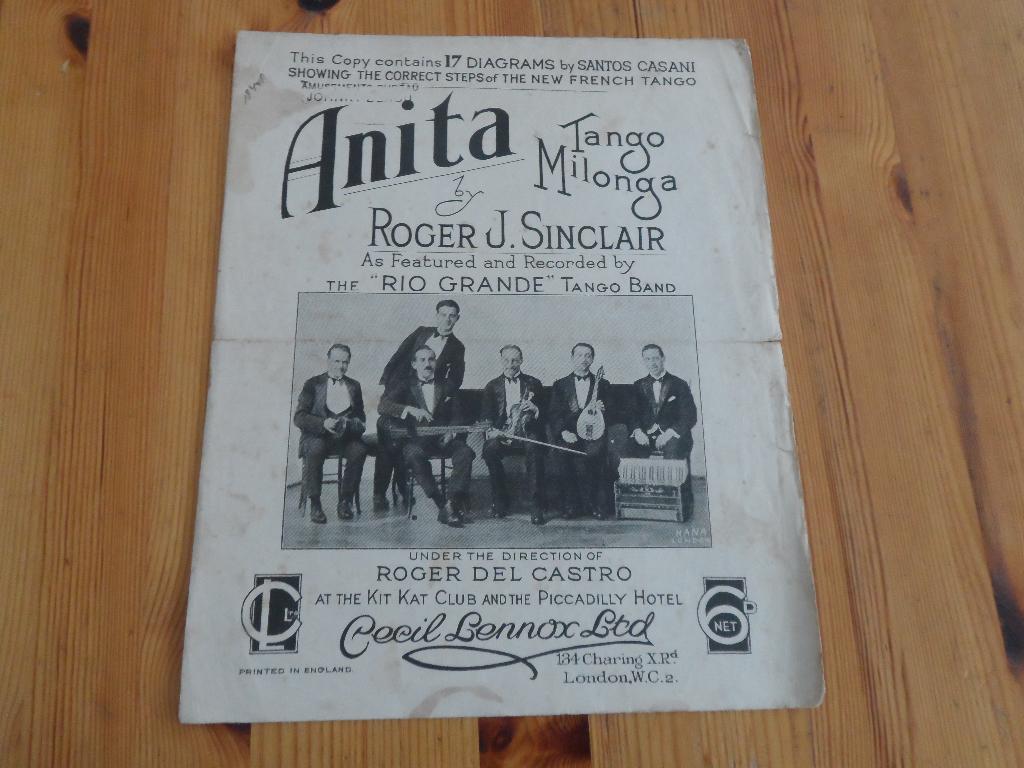 This Copy contains 17 DIAGRAMS by SANTOS CASANI
SHOWING THE CORRECT STEPS of THE NEW FRENCH TANGO
Anita
Tango
Milonga
by
ROGER J. SINCLAIR
As Featured and Recorded by
THE "RIO GRANDE" TANGO BAND
HANA
LONDON
UNDER THE DIRECTION OF
ROGER DEL CASTRO
AT THE KIT KAT CLUB AND THE PICCADILLY HOTEL
CL Ltd
Cecil Lennox Ltd
6D NET
134 Charing X Rd
London, W.C.2.
PRINTED IN ENGLAND.